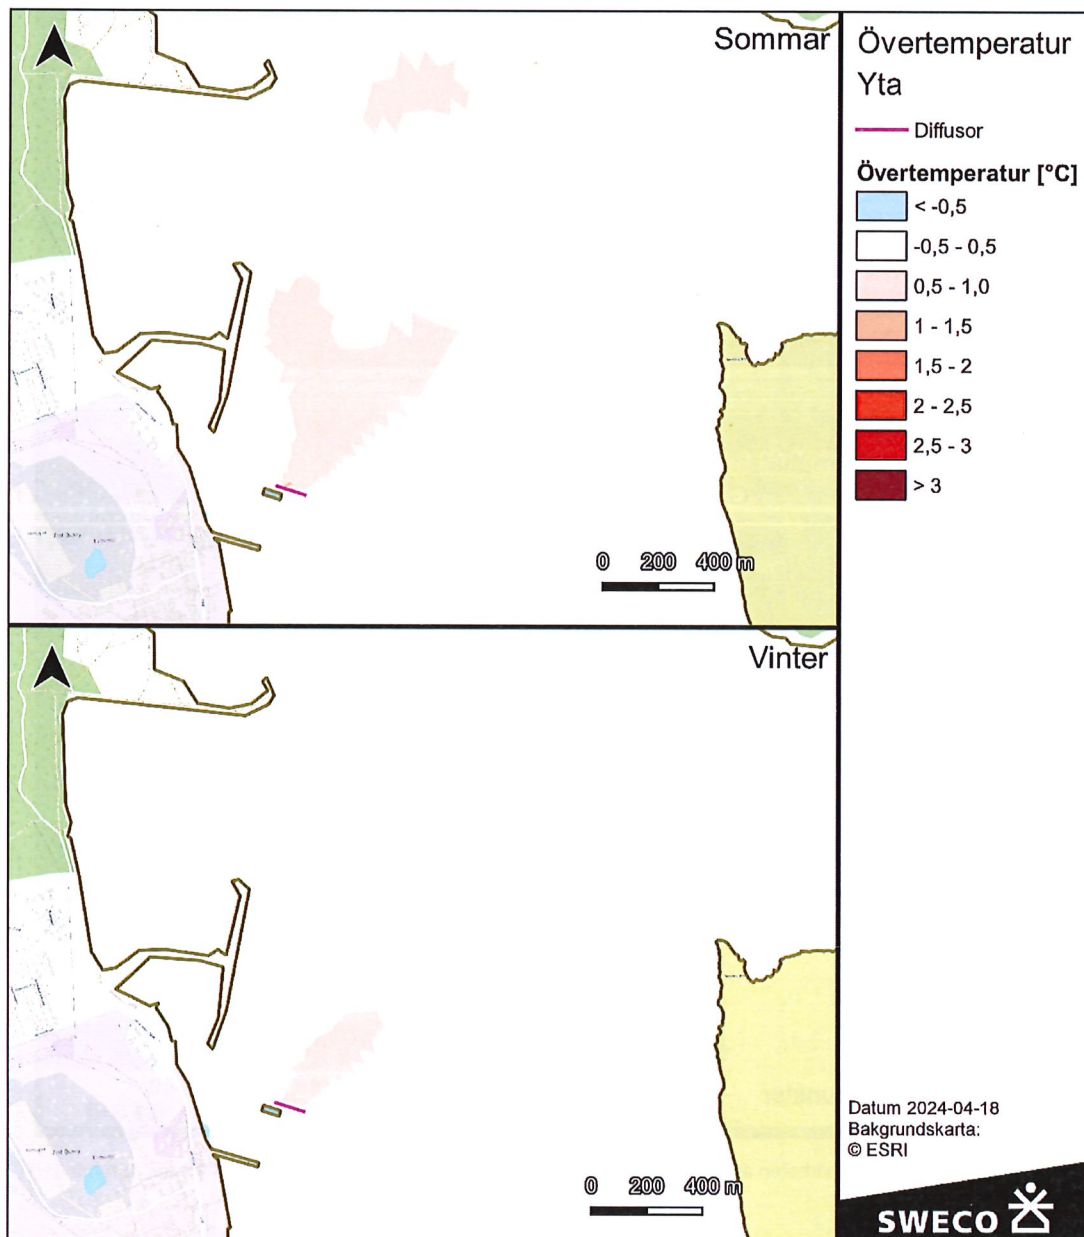 Sommar
0 200 400 m
Vinter
0 200 400 m
Övertemperatur
Yta
Diffusor
Övertemperatur [°C]
< -0,5
-0,5 - 0,5
0,5 - 1,0
1 - 1,5
1,5 - 2
2 - 2,5
2,5 - 3
> 3
Datum 2024-04-18
Bakgrundskarta:
© ESRI
SWECO